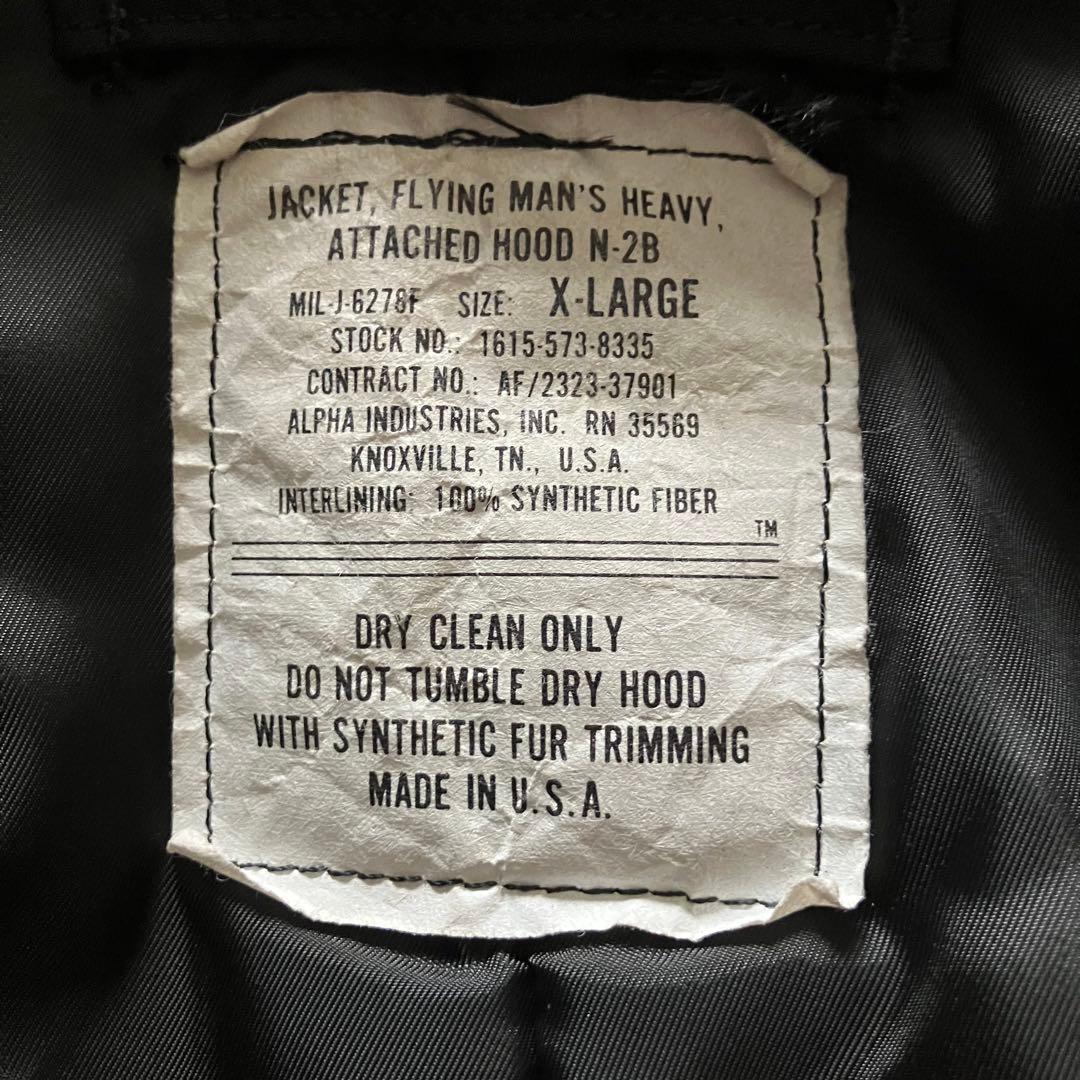 JACKET, FLYING MAN'S HEAVY,
ATTACHED HOOD N-2B
MIL-J-6278F SIZE: X-LARGE
STOCK NO.: 1615-573-8335
CONTRACT NO.: AF/2323-37901
ALPHA INDUSTRIES, INC. RN 35569
KNOXVILLE, TN., U.S.A.
INTERLINING: 100% SYNTHETIC FIBER
TM
DRY CLEAN ONLY
DO NOT TUMBLE DRY HOOD
WITH SYNTHETIC FUR TRIMMING
MADE IN U.S.A.